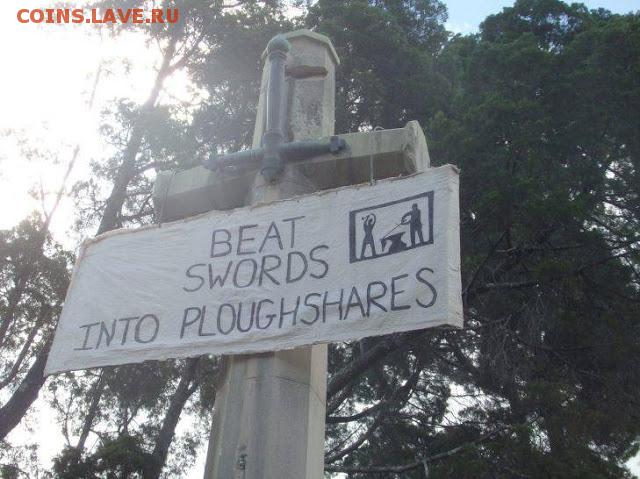 COINS.LAVE.RU
BEAT
SWORDS
INTO PLOUGHSHARES